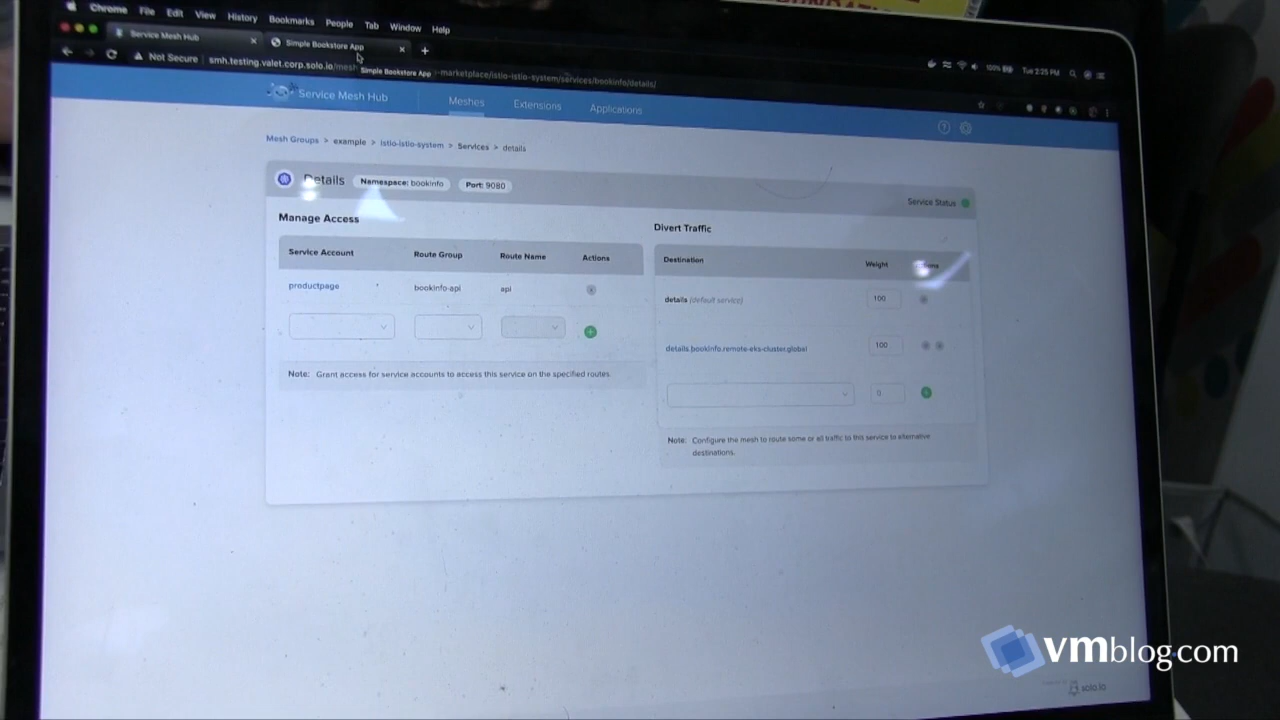 Chrome File Edit View History Bookmarks People Tab Window Help
100% Tue 2:25 PM
Service Mesh Hub
Simple Bookstore App
Not Secure smh.testing.valet.corp.solo.io/mesh
-marketplace/istio-istio-system/services/bookinfo/details/
Simple Bookstore App
Service Mesh Hub Meshes Extensions Applications
Mesh Groups > example > istio-istio-system > Services > details
Details Namespace: bookinfo Port: 9080
Service Status
Manage Access
Service Account Route Group Route Name Actions
productpage bookinfo-api api
Note: Grant access for service accounts to access this service on the specified routes.
Divert Traffic
Destination Weight
details (default service) 100
details.bookinfo.remote-eks-cluster.global 100
0
Note: Configure the mesh to route some or all traffic to this service to alternative
destinations.
vmblog.com
solo.io